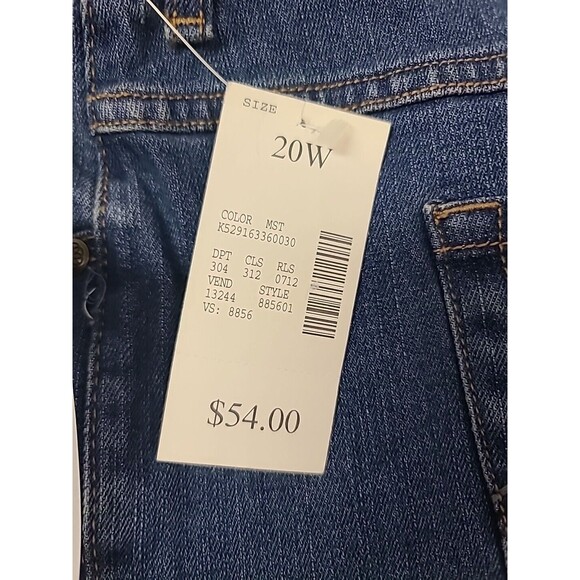 SIZE
20W
COLOR MST
K529163360030
DPT CLS RLS
304 312 0712
VEND STYLE
13244 885601
VS: 8856
$54.00